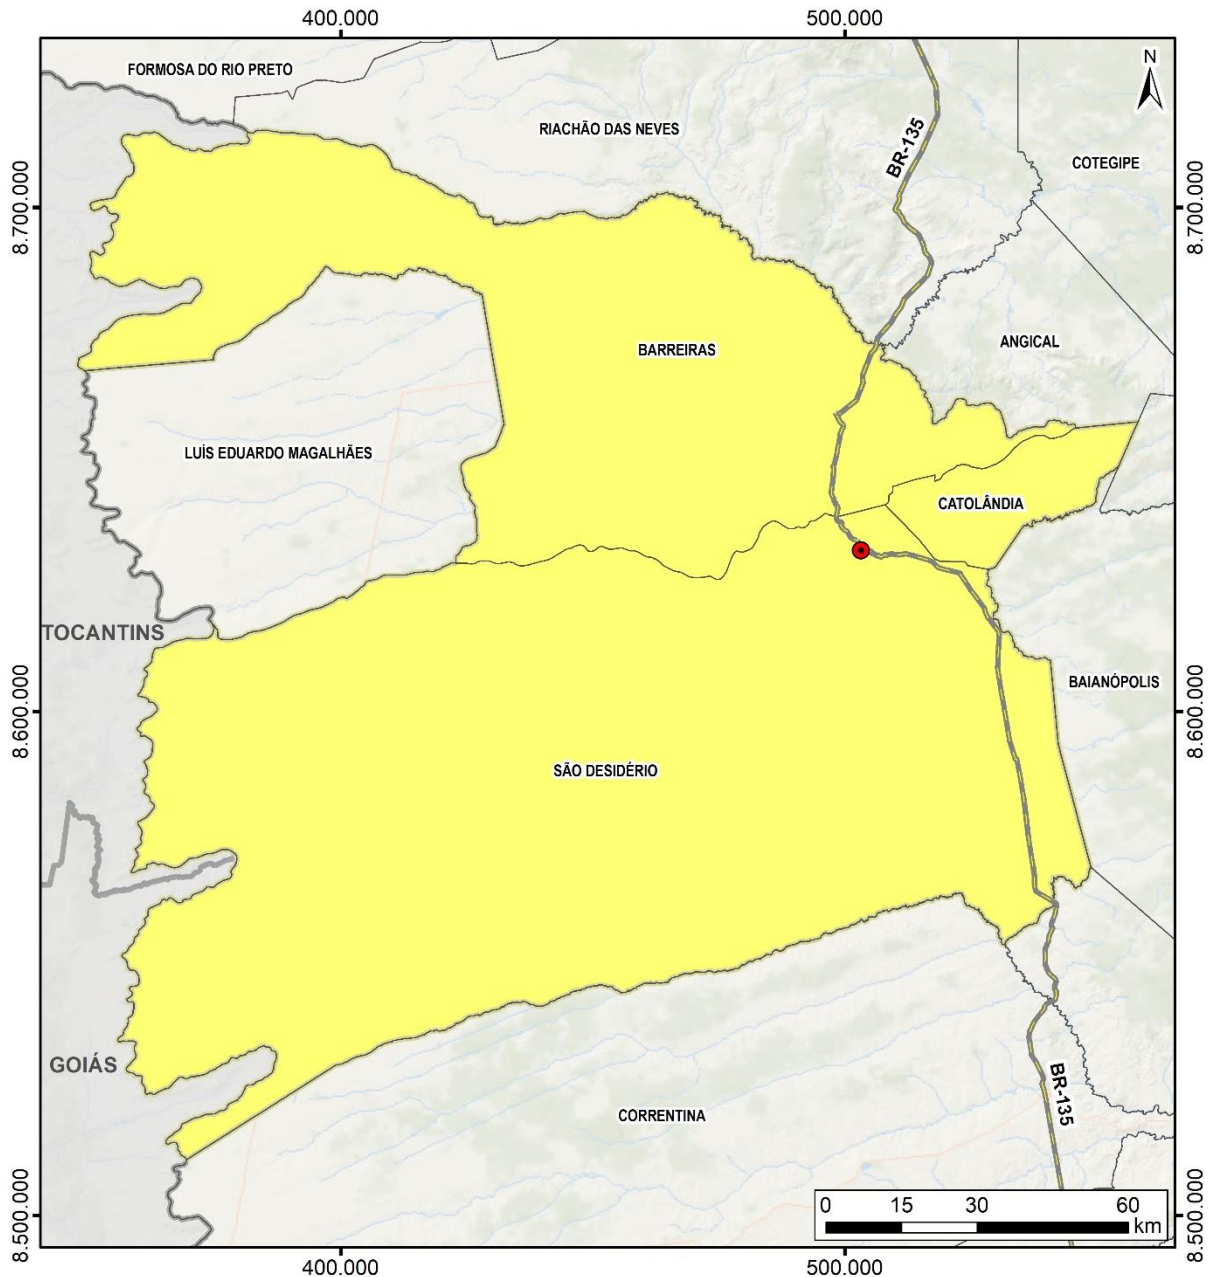 400.000
500.000
FORMOSA DO RIO PRETO
N
RIACHÃO DAS NEVES
BR-135
COTEGIPE
8.700.000
8.700.000
ANGICAL
BARREIRAS
LUÍS EDUARDO MAGALHÃES
CATOLÂNDIA
TOCANTINS
BAIANÓPOLIS
8.600.000
8.600.000
SÃO DESIDÉRIO
GOIÁS
BR-135
CORRENTINA
8.500.000
8.500.000
0 15 30 60
km
400.000
500.000